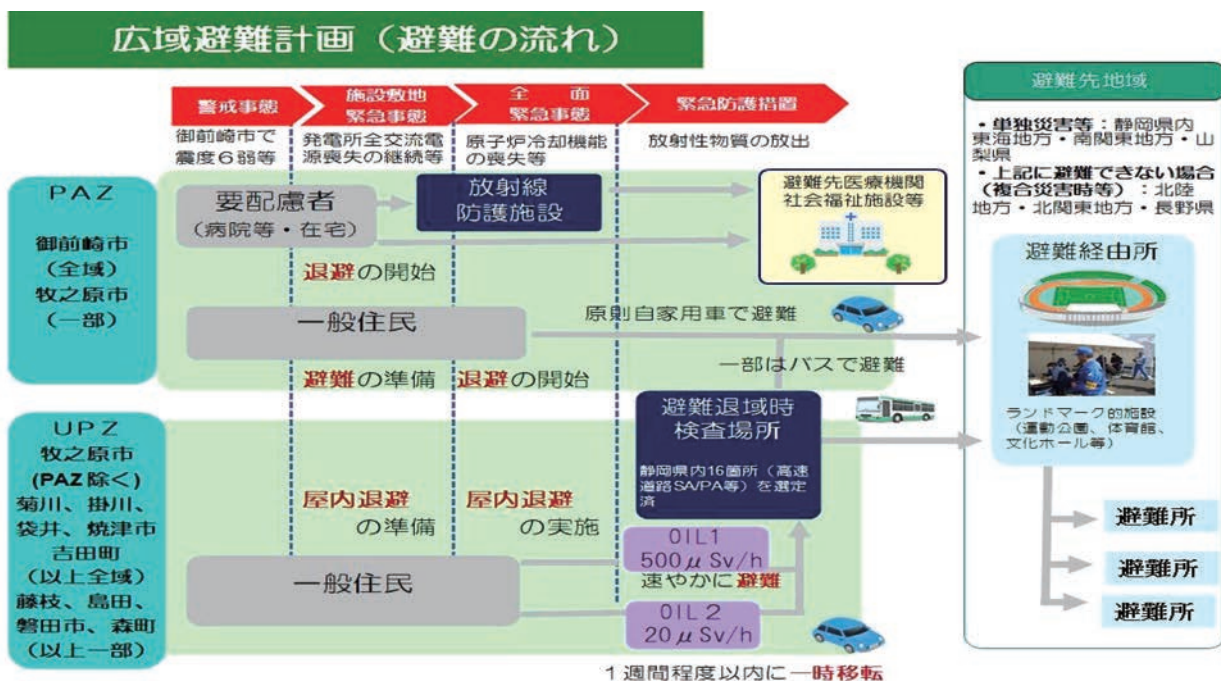 広域避難計画（避難の流れ）
警戒事態
施設敷地
緊急事態
全面
緊急事態
緊急防護措置
御前崎市で
震度６弱等
発電所全交流電
源喪失の継続等
原子炉冷却機能
の喪失等
放射性物質の放出
ＰＡＺ
御前崎市
（全域）
牧之原市
（一部）
要配慮者
（病院等・在宅）
放射線
防護施設
避難先医療機関
社会福祉施設等
退避の開始
一般住民
原則自家用車で避難
避難の準備
退避の開始
一部はバスで避難
ＵＰＺ
牧之原市
(PAZ除く)
菊川、掛川、
袋井、焼津市
吉田町
（以上全域）
藤枝、島田、
磐田市、森町
（以上一部）
屋内退避
の準備
屋内退避
の実施
避難退域時
検査場所
静岡県内16箇所（高速
道路SA/PA等）を選定
済
一般住民
OIL1
500μSv/h
速やかに避難
OIL２
20μSv/h
１週間程度以内に一時移転
避難先地域
・単独災害等：静岡県内
東海地方・南関東地方・山
梨県
・上記に避難できない場合
（複合災害時等）：北陸
地方・北関東地方・長野県
避難経由所
ランドマーク的施設
（運動公園、体育館、
文化ホール等）
避難所
避難所
避難所